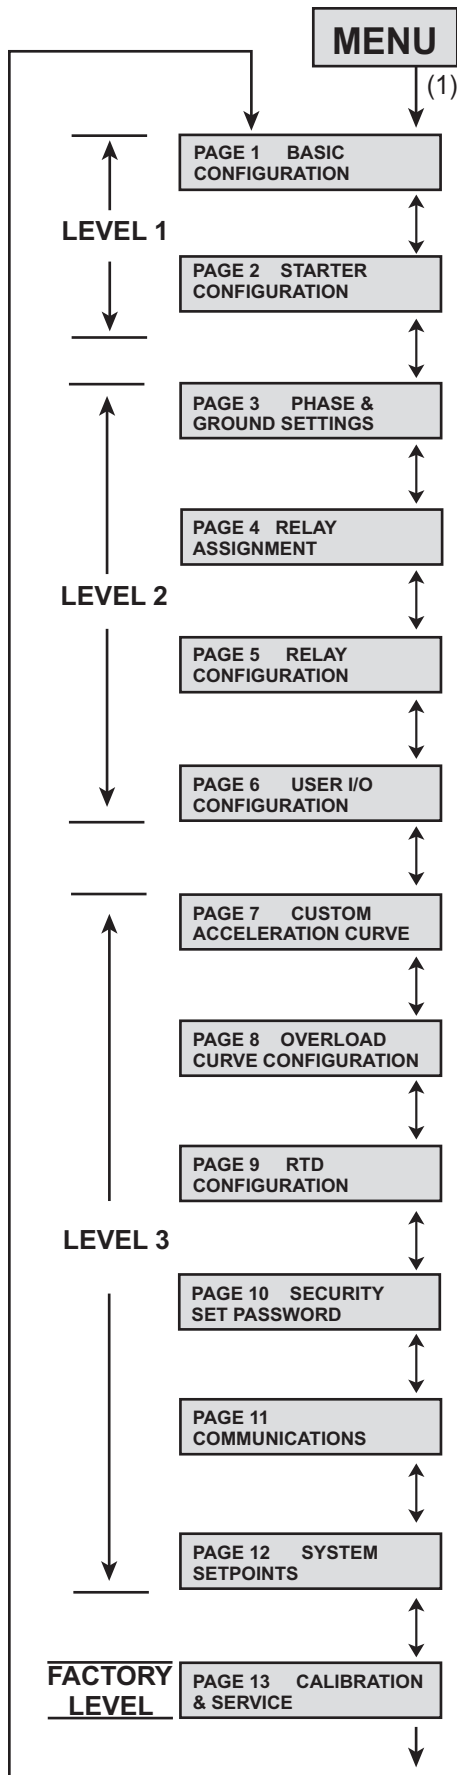 MENU
(1)
PAGE 1 BASIC
CONFIGURATION
LEVEL 1
PAGE 2 STARTER
CONFIGURATION
PAGE 3 PHASE &
GROUND SETTINGS
PAGE 4 RELAY
ASSIGNMENT
LEVEL 2
PAGE 5 RELAY
CONFIGURATION
PAGE 6 USER I/O
CONFIGURATION
PAGE 7 CUSTOM
ACCELERATION CURVE
PAGE 8 OVERLOAD
CURVE CONFIGURATION
PAGE 9 RTD
CONFIGURATION
LEVEL 3
PAGE 10 SECURITY
SET PASSWORD
PAGE 11
COMMUNICATIONS
PAGE 12 SYSTEM
SETPOINTS
FACTORY
LEVEL
PAGE 13 CALIBRATION
& SERVICE